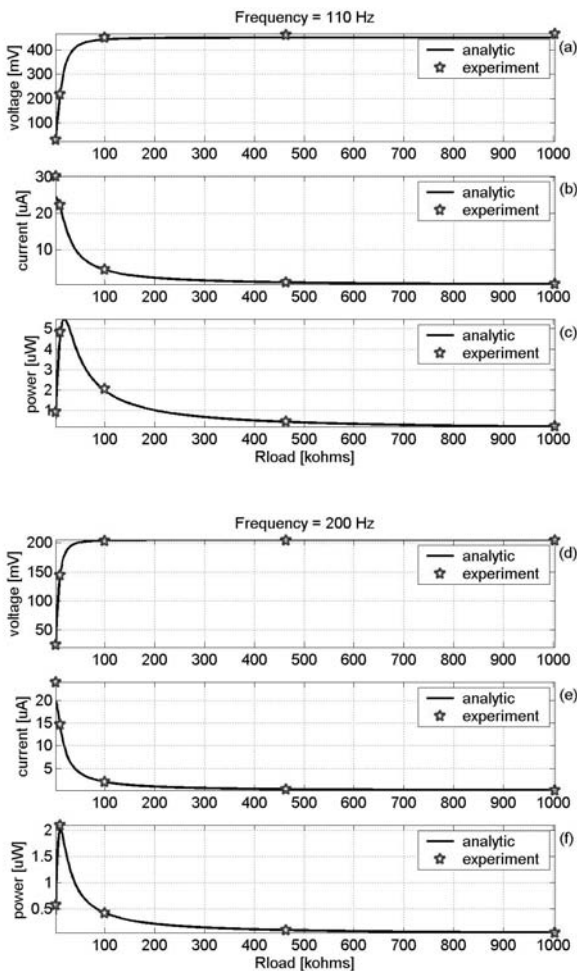 Frequency = 110 Hz
400
300
200
100
voltage [mV]
analytic
experiment
(a)
100 200 300 400 500 600 700 800 900 1000
30
20
10
current [uA]
analytic
experiment
(b)
100 200 300 400 500 600 700 800 900 1000
5
4
3
2
1
power [uW]
analytic
experiment
(c)
100 200 300 400 500 600 700 800 900 1000
Rload [kohms]
Frequency = 200 Hz
200
150
100
50
voltage [mV]
analytic
experiment
(d)
100 200 300 400 500 600 700 800 900 1000
20
15
10
5
current [uA]
analytic
experiment
(e)
100 200 300 400 500 600 700 800 900 1000
2
1.5
1
0.5
power [uW]
analytic
experiment
(f)
100 200 300 400 500 600 700 800 900 1000
Rload [kohms]